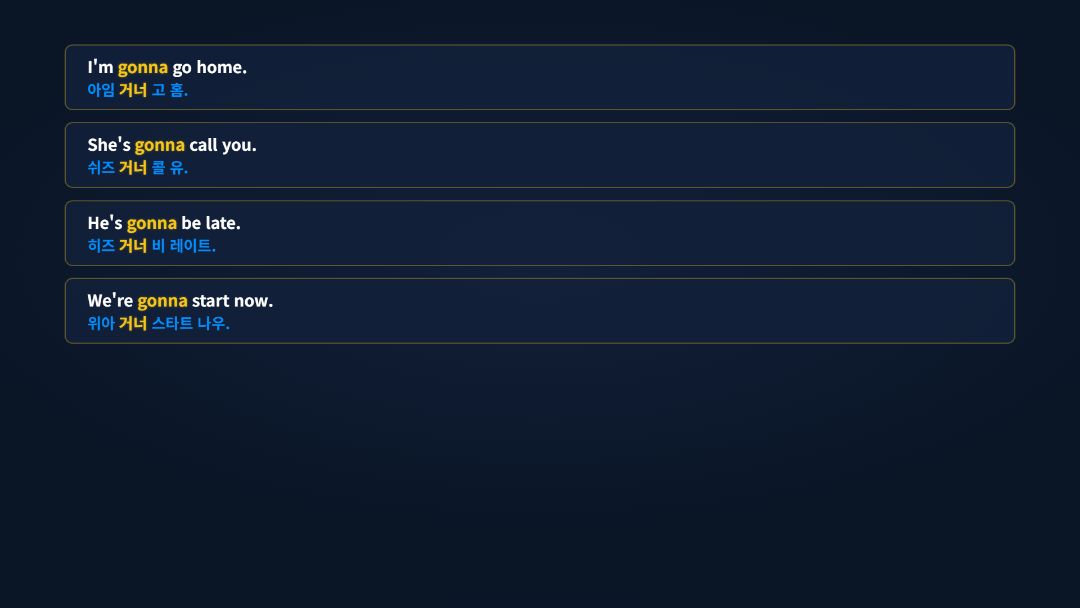 I'm gonna go home.
아임 거너 고 홈.
She's gonna call you.
쉬즈 거너 콜 유.
He's gonna be late.
히즈 거너 비 레이트.
We're gonna start now.
위아 거너 스타트 나우.